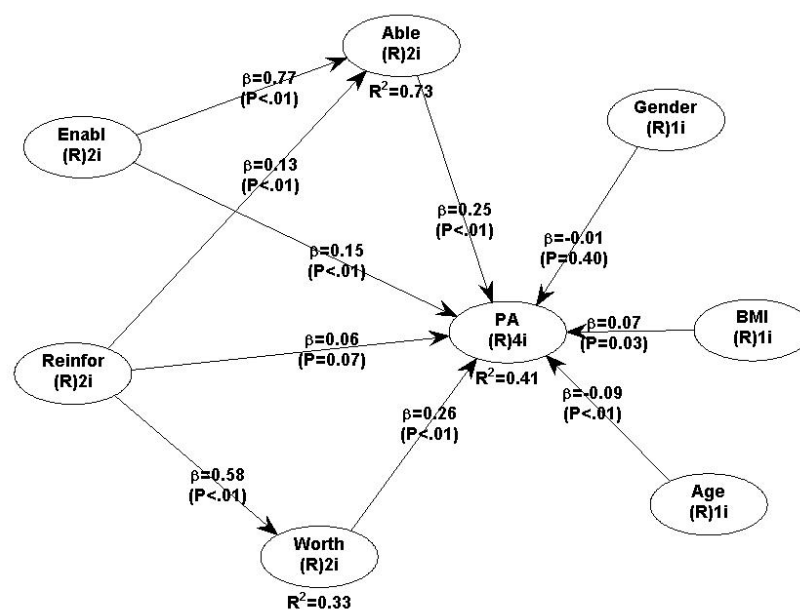 Able
(R)2i
R²=0.73
β=0.77
(P<.01)
Gender
(R)1i
Enabl
(R)2i
β=0.13
(P<.01)
β=0.25
(P<.01)
β=-0.01
(P=0.40)
β=0.15
(P<.01)
PA
(R)4i
R²=0.41
β=0.07
(P=0.03)
BMI
(R)1i
Reinfor
(R)2i
β=0.06
(P=0.07)
β=-0.09
(P<.01)
β=0.26
(P<.01)
β=0.58
(P<.01)
Age
(R)1i
Worth
(R)2i
R²=0.33